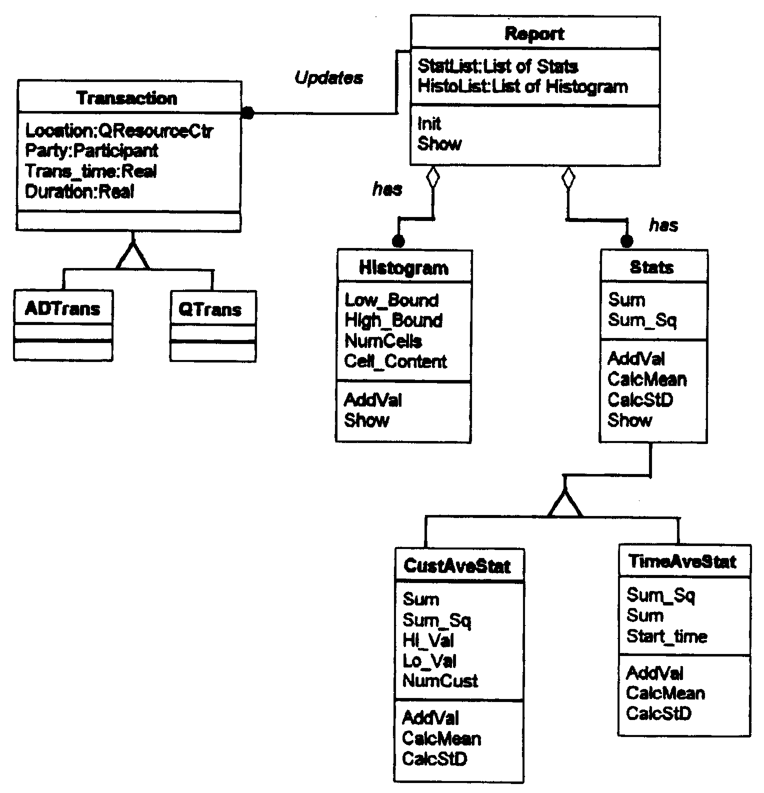 Report
StatList:List of Stats
HistoList:List of Histogram
Init
Show
Updates
Transaction
Location:QResourceCtr
Party:Participant
Trans_time:Real
Duration:Real
ADTrans
QTrans
has
has
Histogram
Low_Bound
High_Bound
NumCells
Cell_Content
AddVal
Show
Stats
Sum
Sum_Sq
AddVal
CalcMean
CalcStD
Show
CustAveStat
Sum
Sum_Sq
Hi_Val
Lo_Val
NumCust
AddVal
CalcMean
CalcStD
TimeAveStat
Sum_Sq
Sum
Start_time
AddVal
CalcMean
CalcStD